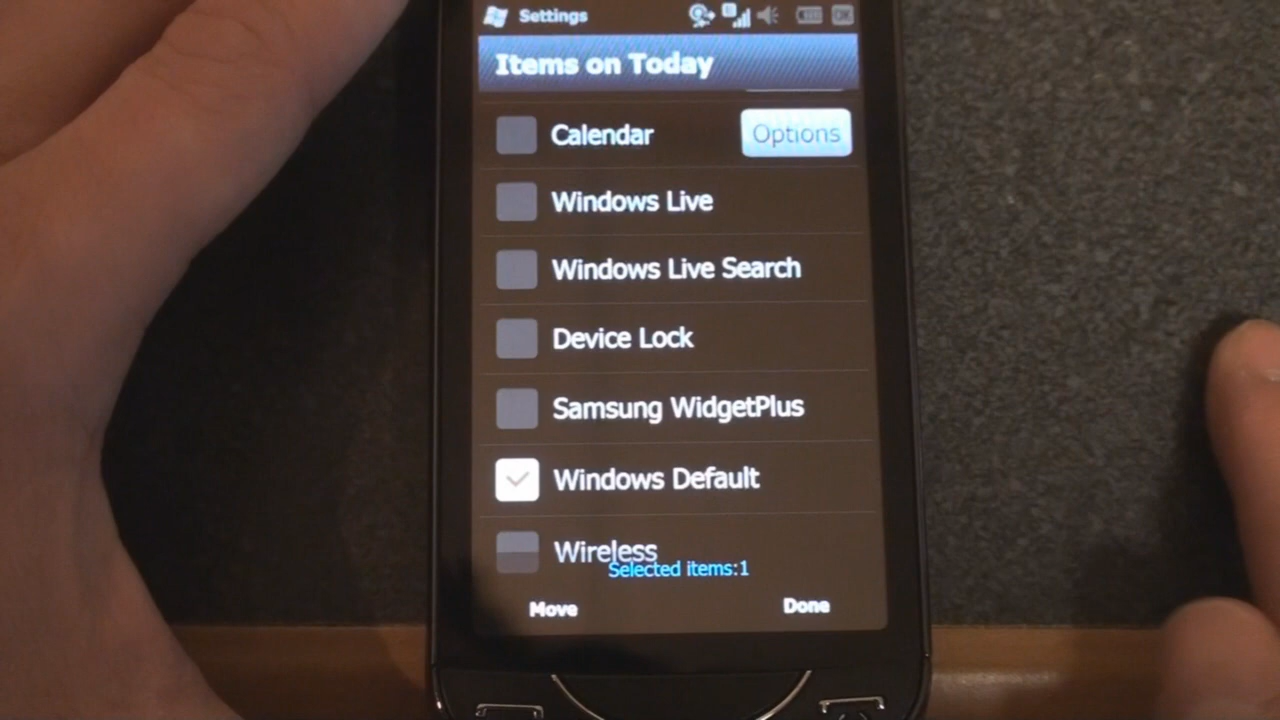 Settings
Items on Today
Calendar
Options
Windows Live
Windows Live Search
Device Lock
Samsung WidgetPlus
Windows Default
Wireless
Selected items:1
Move
Done